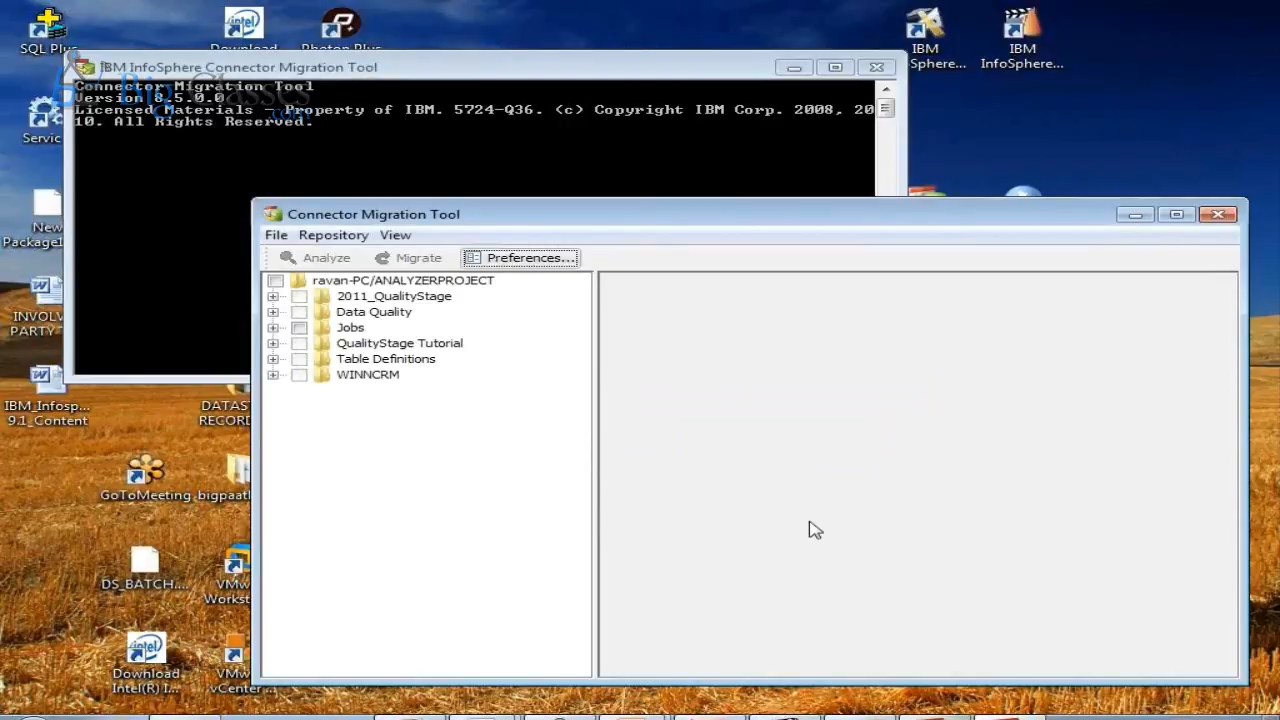 SQL Plus
Download
Photon Plus
IBM
Sphere...
IBM
InfoSphere...
IBM InfoSphere Connector Migration Tool
Connector Migration Tool
Version 8.5.0.0
Licensed Materials - Property of IBM. 5724-Q36. (c) Copyright IBM Corp. 2008, 20
10. All Rights Reserved.
Servic
New
Package1
INVOLV
PARTY T
IBM_Infosp...
9.1_Content
DATAS
RECORD
GoToMeeting
bigpaat
DS_BATCH....
VMw
Workst
Download
Intel(R) I...
VMw
vCenter ...
Connector Migration Tool
File Repository View
Analyze Migrate Preferences...
ravan-PC/ANALYZERPROJECT
2011_QualityStage
Data Quality
Jobs
QualityStage Tutorial
Table Definitions
WINNCRM